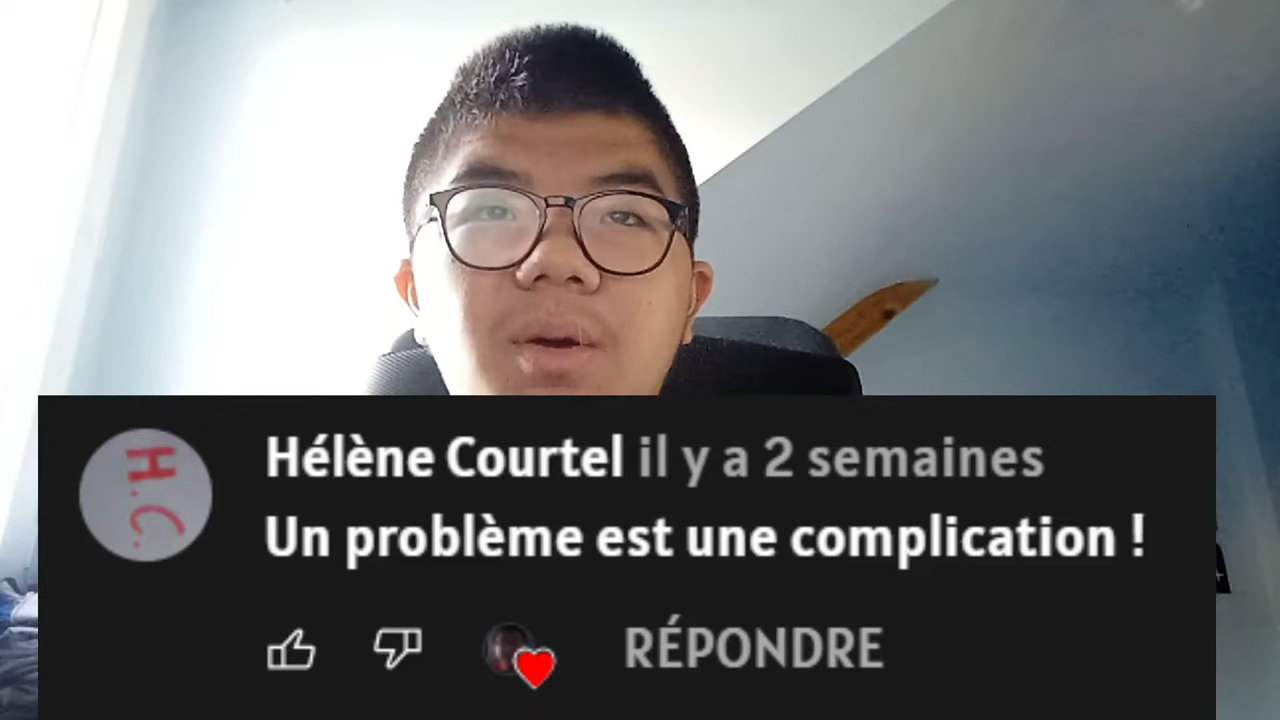 H.C.
Hélène Courtel il y a 2 semaines
Un problème est une complication !
RÉPONDRE